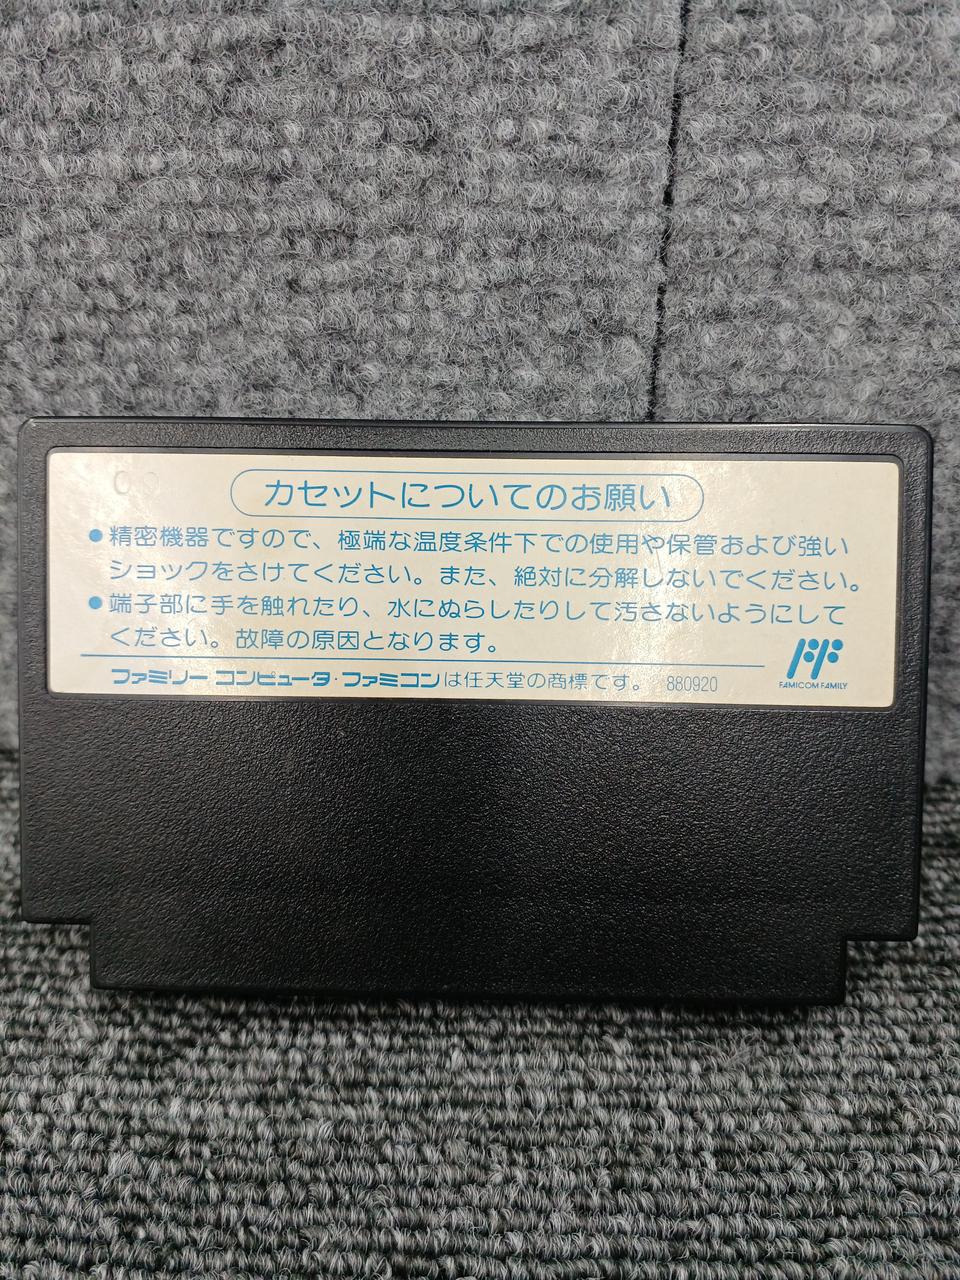 カセットについてのお願い
●精密機器ですので、極端な温度条件下での使用や保管および強い
ショックをさけてください。また、絶対に分解しないでください。
●端子部に手を触れたり、水にぬらしたりして汚さないようにして
ください。故障の原因となります。
ファミリー コンピュータ・ファミコンは任天堂の商標です。 880920
FAMICOM FAMILY